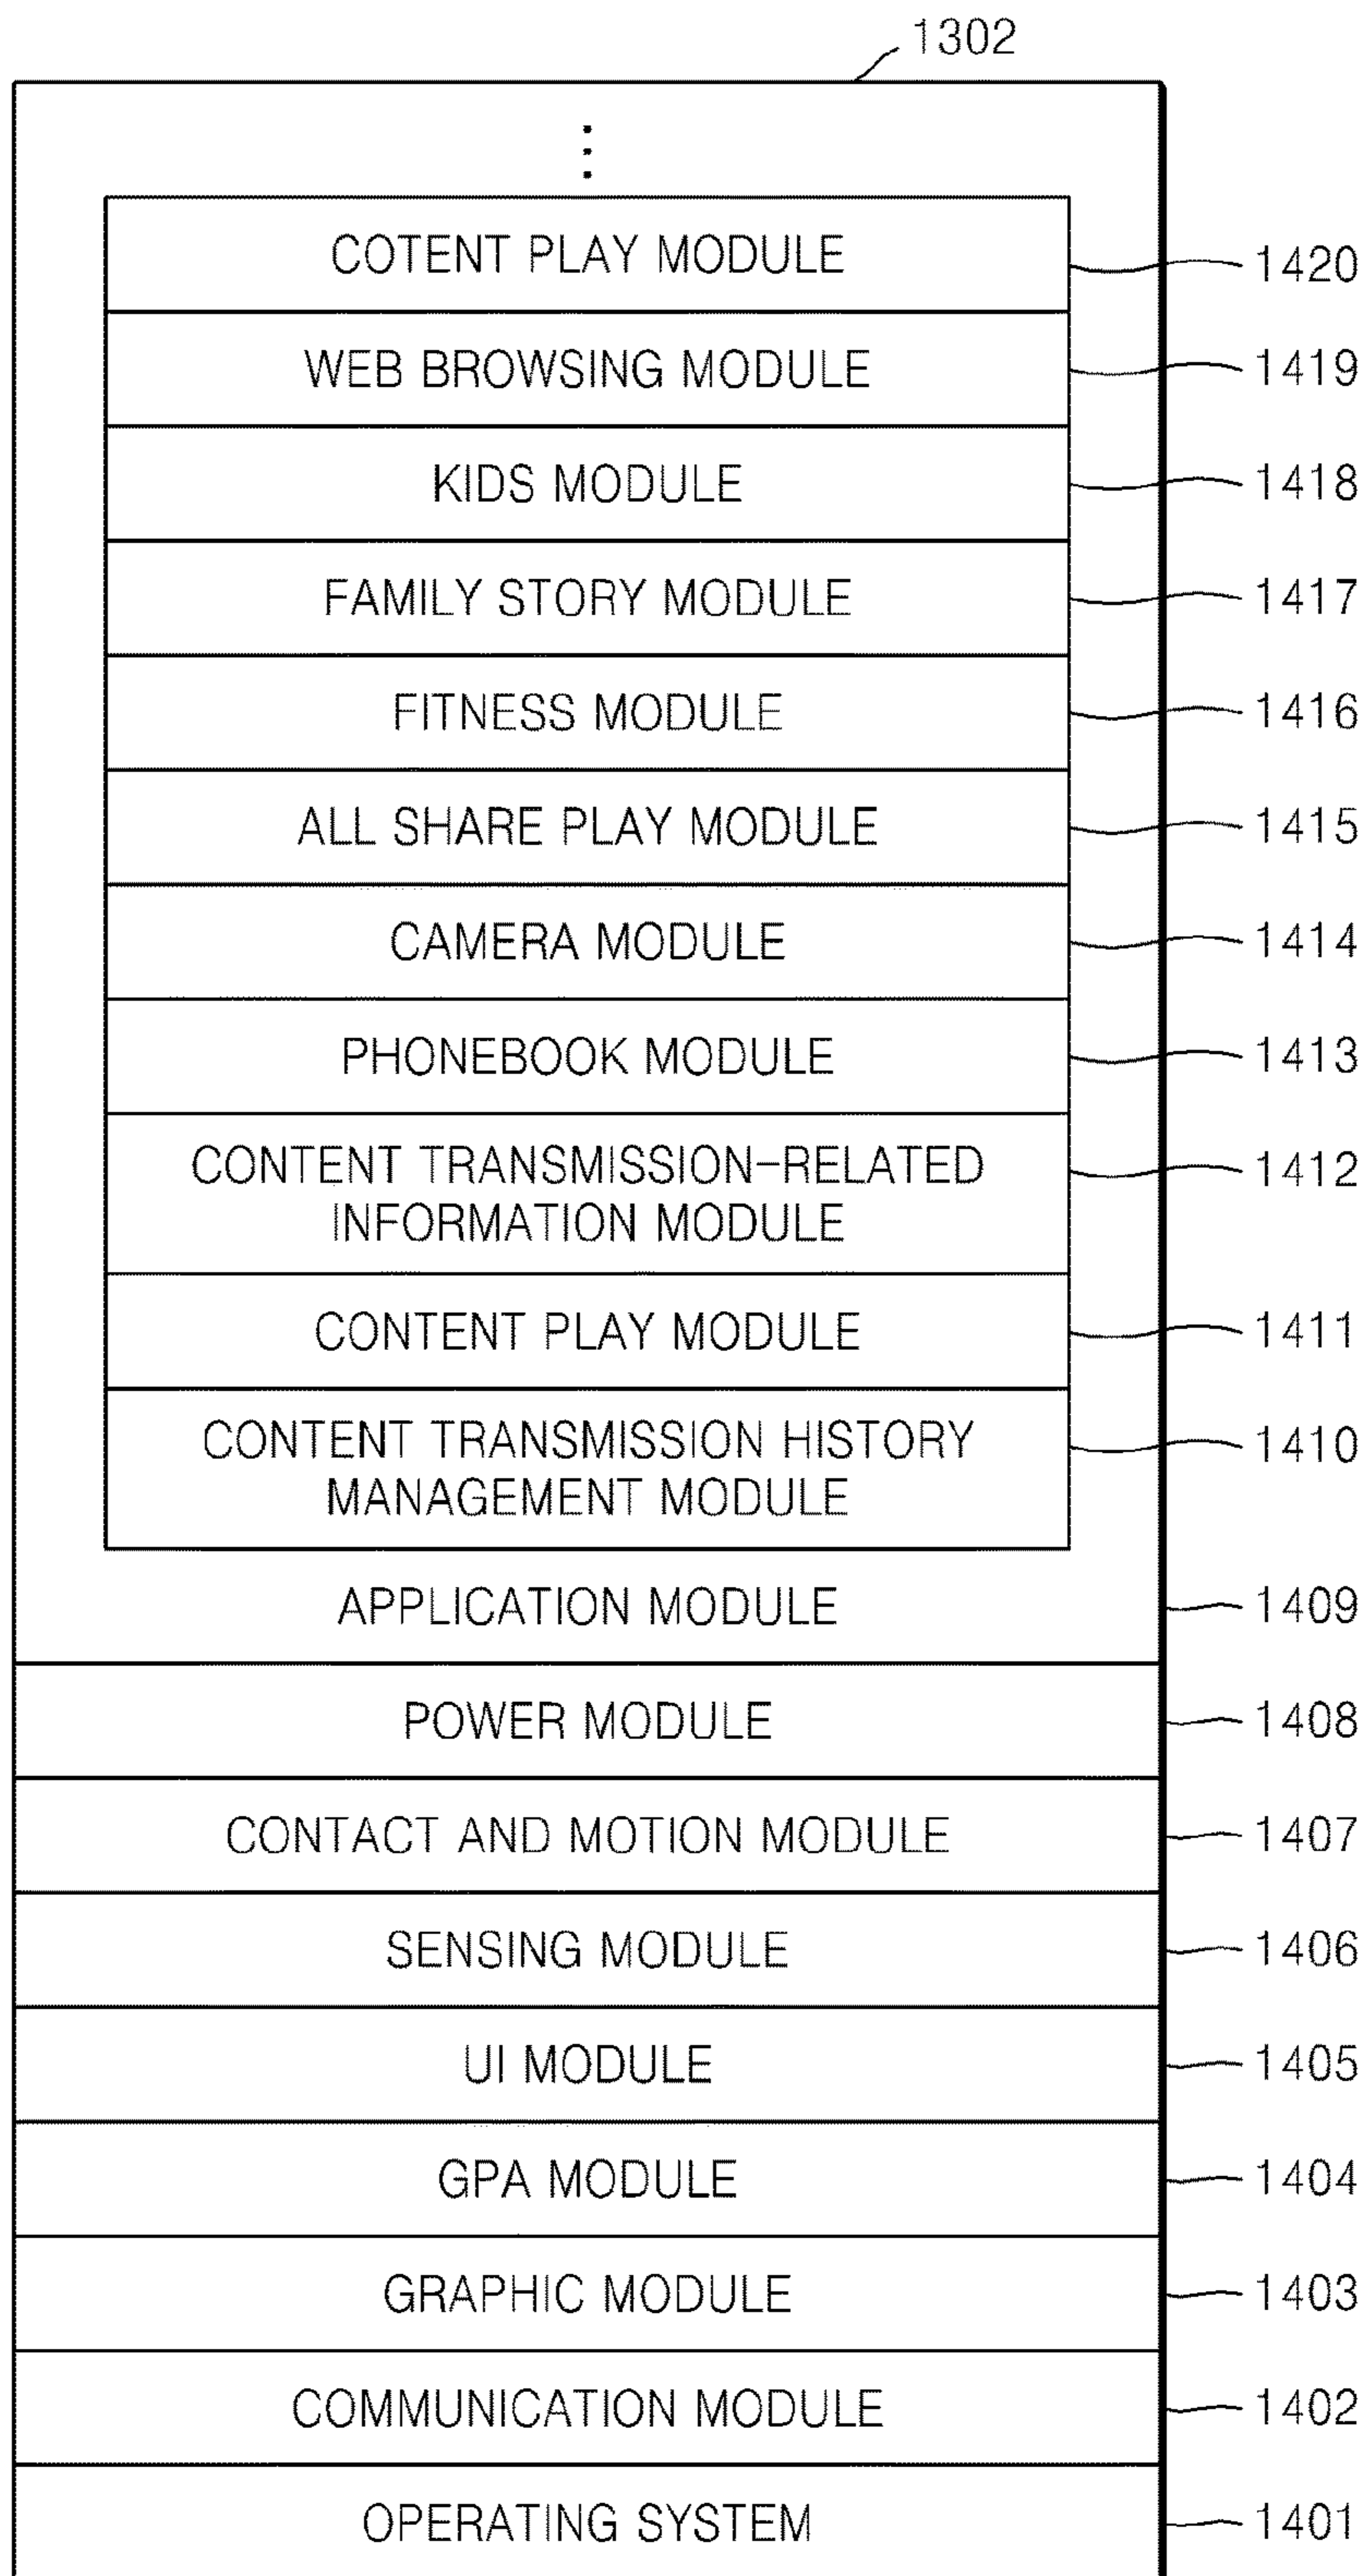 1302
COTENT PLAY MODULE 1420
WEB BROWSING MODULE 1419
KIDS MODULE 1418
FAMILY STORY MODULE 1417
FITNESS MODULE 1416
ALL SHARE PLAY MODULE 1415
CAMERA MODULE 1414
PHONEBOOK MODULE 1413
CONTENT TRANSMISSION-RELATED 1412
INFORMATION MODULE
CONTENT PLAY MODULE 1411
CONTENT TRANSMISSION HISTORY 1410
MANAGEMENT MODULE
APPLICATION MODULE 1409
POWER MODULE 1408
CONTACT AND MOTION MODULE 1407
SENSING MODULE 1406
UI MODULE 1405
GPA MODULE 1404
GRAPHIC MODULE 1403
COMMUNICATION MODULE 1402
OPERATING SYSTEM 1401